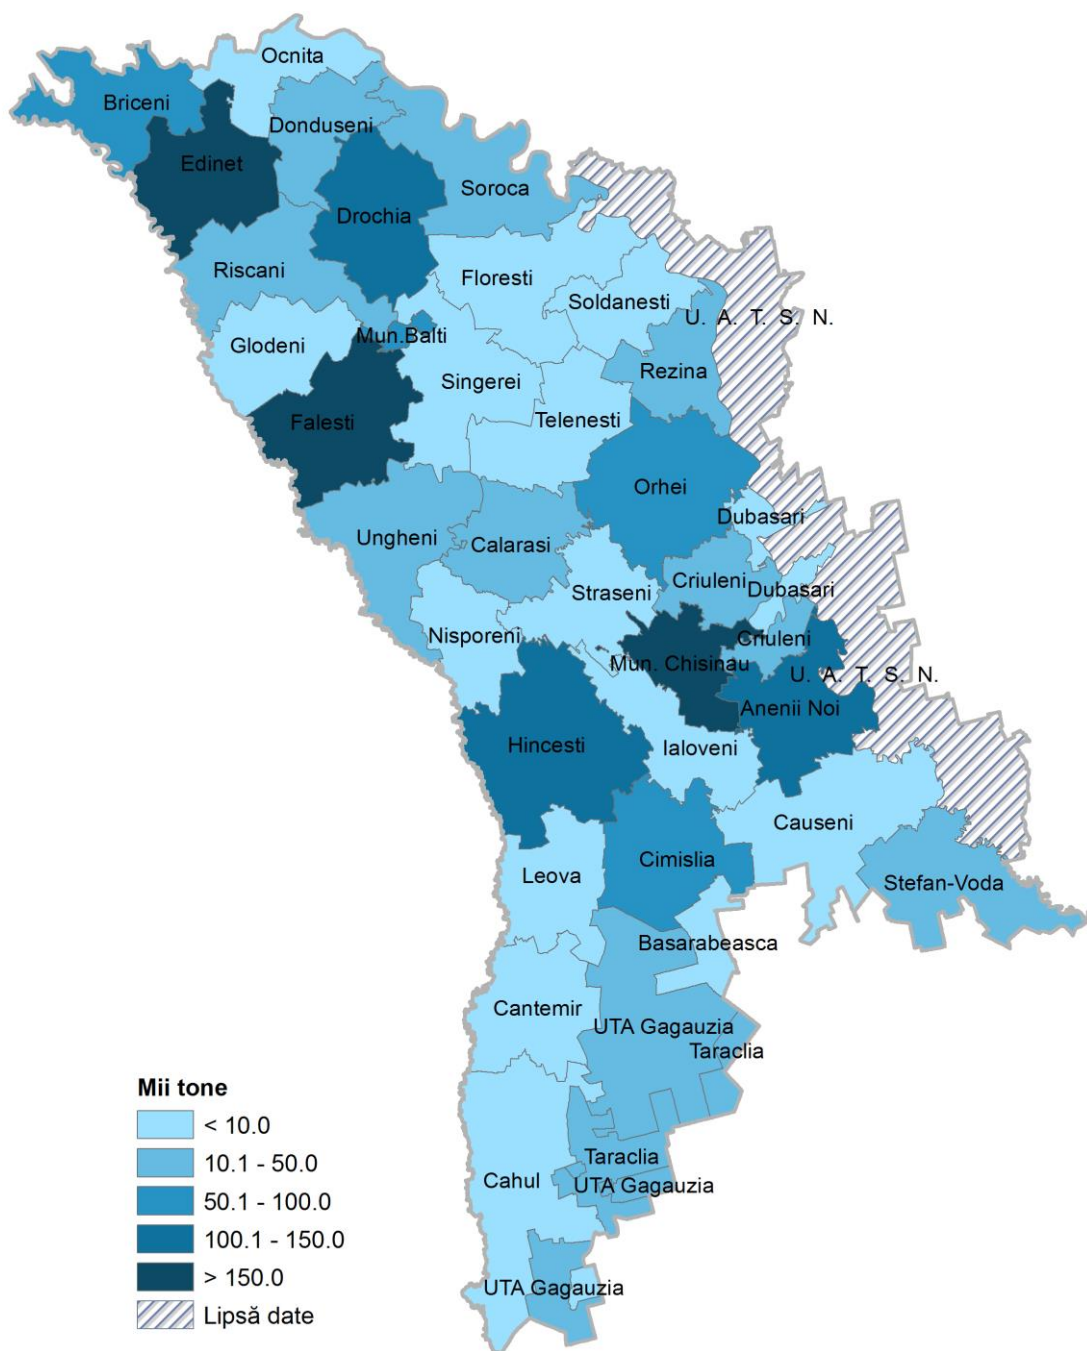 Ocnita
Briceni
Donduseni
Edinet
Soroca
Drochia
Riscani
Floresti
Soldanesti
U. A. T. S. N.
Mun.Balti
Glodeni
Rezina
Singerei
Telenesti
Falesti
Orhei
Dubasari
Ungheni
Calarasi
Criuleni
Dubasari
Straseni
Nisporeni
Criuleni
Mun. Chisinau
U. A. T. S. N.
Anenii Noi
Hincesti
Ialoveni
Causeni
Cimislia
Leova
Stefan-Voda
Basarabeasca
Cantemir
UTA Gagauzia
Taraclia
Taraclia
Cahul
UTA Gagauzia
UTA Gagauzia
Mii tone
< 10.0
10.1 - 50.0
50.1 - 100.0
100.1 - 150.0
> 150.0
Lipsă date